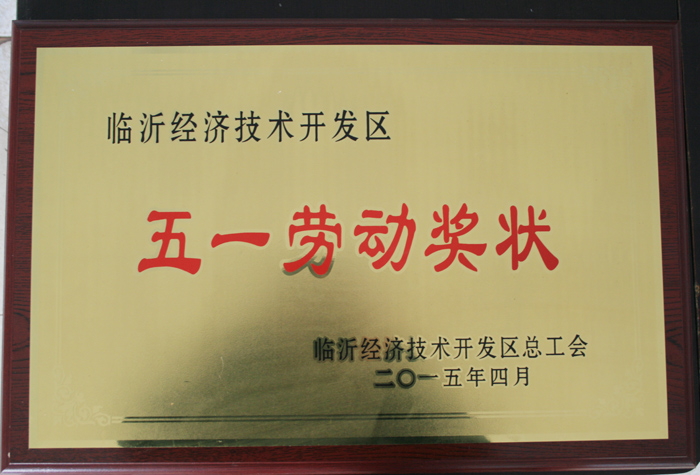 临沂经济技术开发区
五一劳动奖状
临沂经济技术开发区总工会
二〇一五年四月